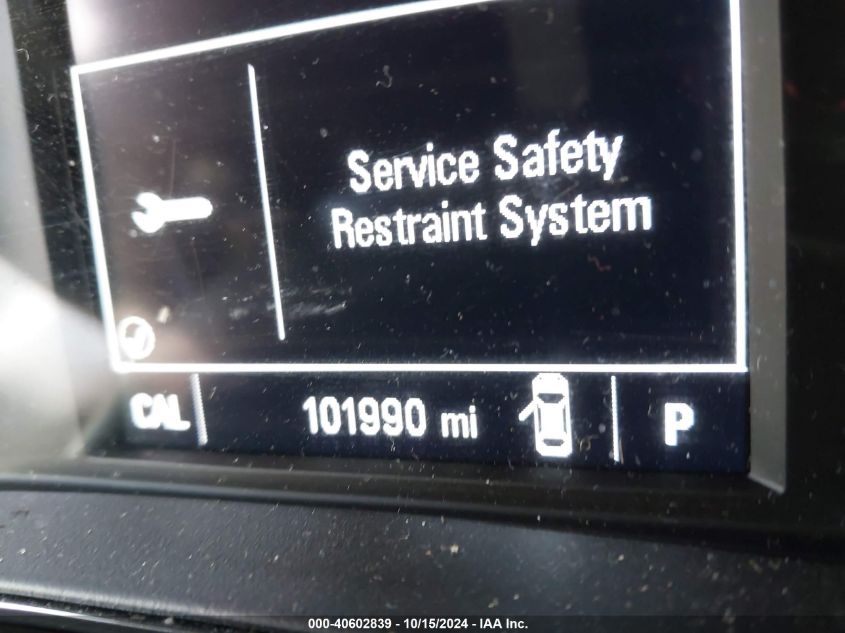 Service Safety
Restraint System
CAL 101990 mi P
000-40602839 - 10/15/2024 - IAA Inc.